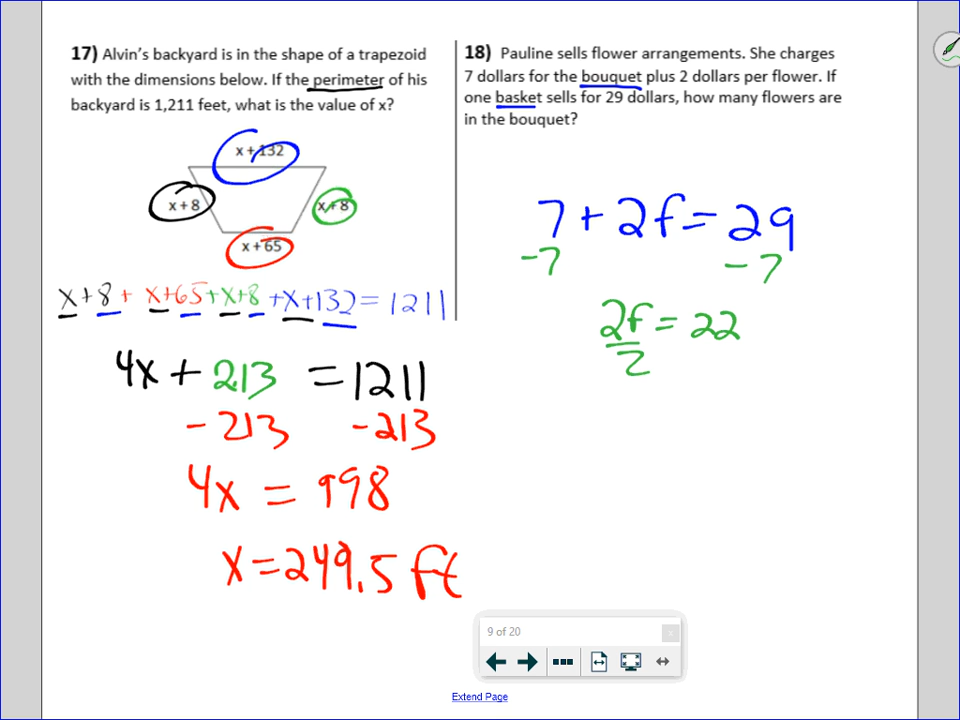 17) Alvin's backyard is in the shape of a trapezoid
with the dimensions below. If the perimeter of his
backyard is 1,211 feet, what is the value of x?
x + 132
x + 8
x + 8
x + 65
x+8 + x+65 + x+8 + x+132 = 1211
4x + 213 = 1211
- 213 - 213
4x = 998
x = 249.5 ft
18) Pauline sells flower arrangements. She charges
7 dollars for the bouquet plus 2 dollars per flower. If
one basket sells for 29 dollars, how many flowers are
in the bouquet?
7 + 2f = 29
-7 - 7
2f = 22
2
9 of 20
x
Extend Page